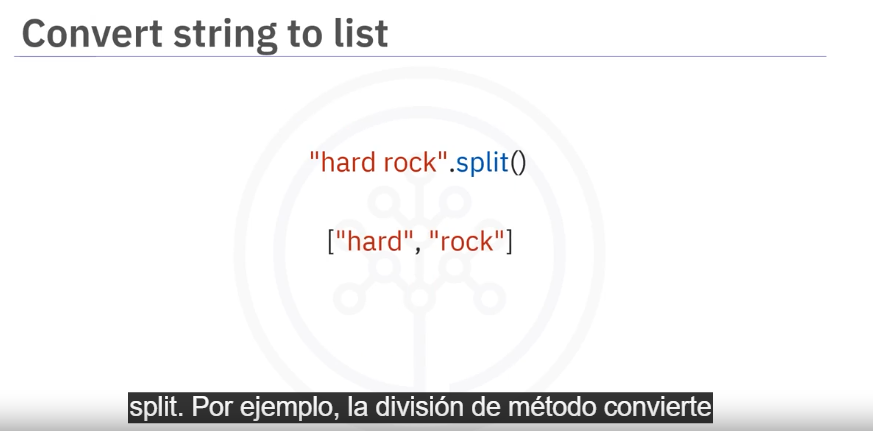 Convert string to list
"hard rock".split()
["hard", "rock"]
split. Por ejemplo, la división de método convierte